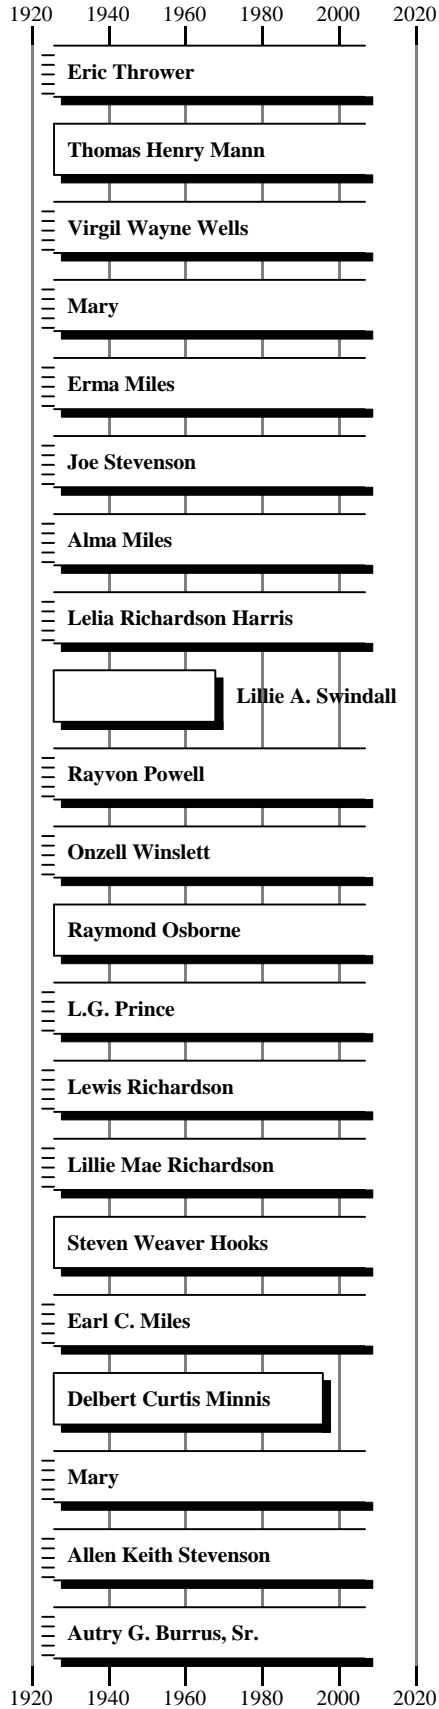 1920 1940 1960 1980 2000 2020
Eric Thrower
Thomas Henry Mann
Virgil Wayne Wells
Mary
Erma Miles
Joe Stevenson
Alma Miles
Lelia Richardson Harris
Lillie A. Swindall
Rayvon Powell
Onzell Winslett
Raymond Osborne
L.G. Prince
Lewis Richardson
Lillie Mae Richardson
Steven Weaver Hooks
Earl C. Miles
Delbert Curtis Minnis
Mary
Allen Keith Stevenson
Autry G. Burrus, Sr.
1920 1940 1960 1980 2000 2020